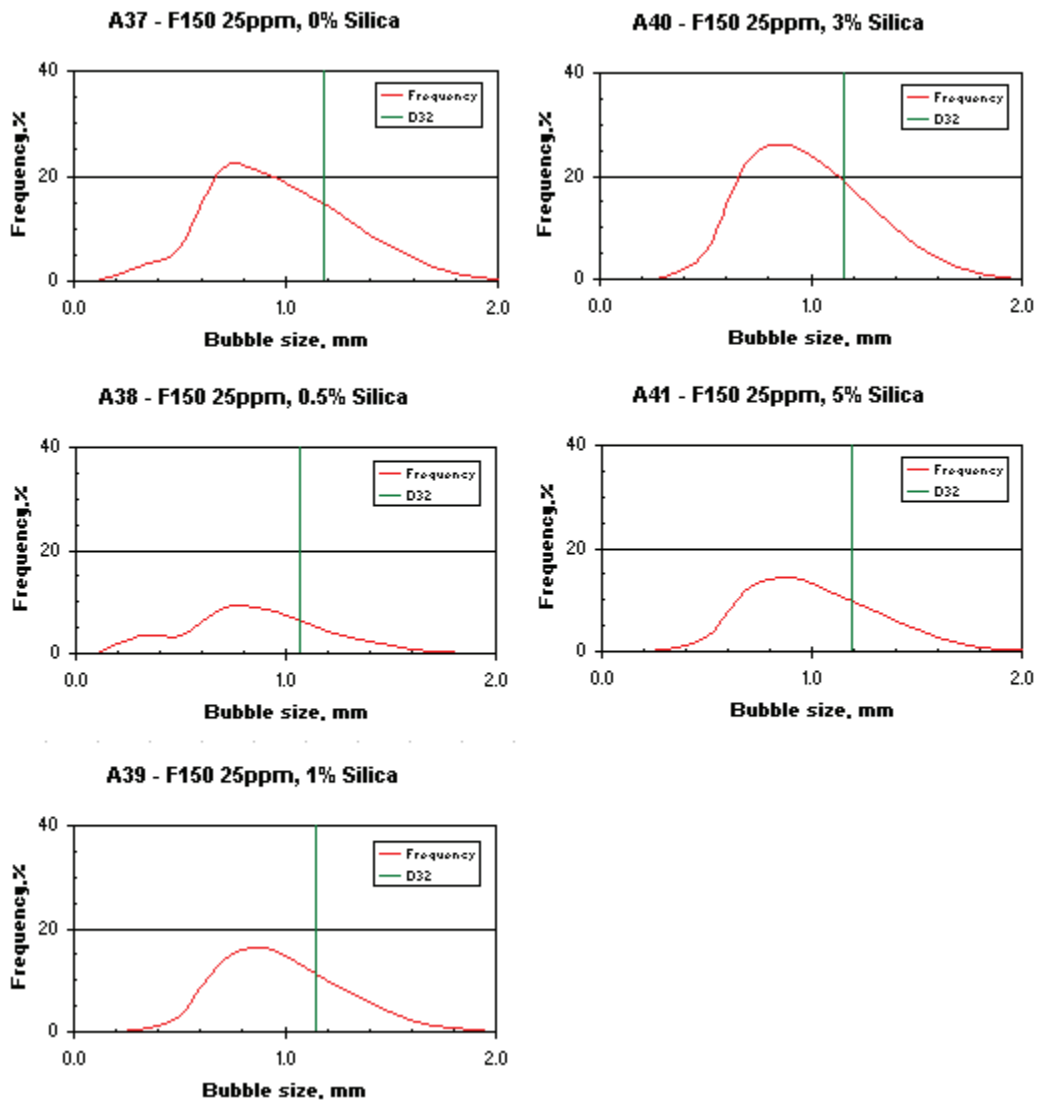 A37 - F150 25ppm, 0% Silica
40
20
0
0.0 1.0 2.0
Frequency,%
Bubble size, mm
Frequency
D32
A40 - F150 25ppm, 3% Silica
40
20
0
0.0 1.0 2.0
Frequency,%
Bubble size, mm
Frequency
D32
A38 - F150 25ppm, 0.5% Silica
40
20
0
0.0 1.0 2.0
Frequency,%
Bubble size, mm
Frequency
D32
A41 - F150 25ppm, 5% Silica
40
20
0
0.0 1.0 2.0
Frequency,%
Bubble size, mm
Frequency
D32
A39 - F150 25ppm, 1% Silica
40
20
0
0.0 1.0 2.0
Frequency,%
Bubble size, mm
Frequency
D32